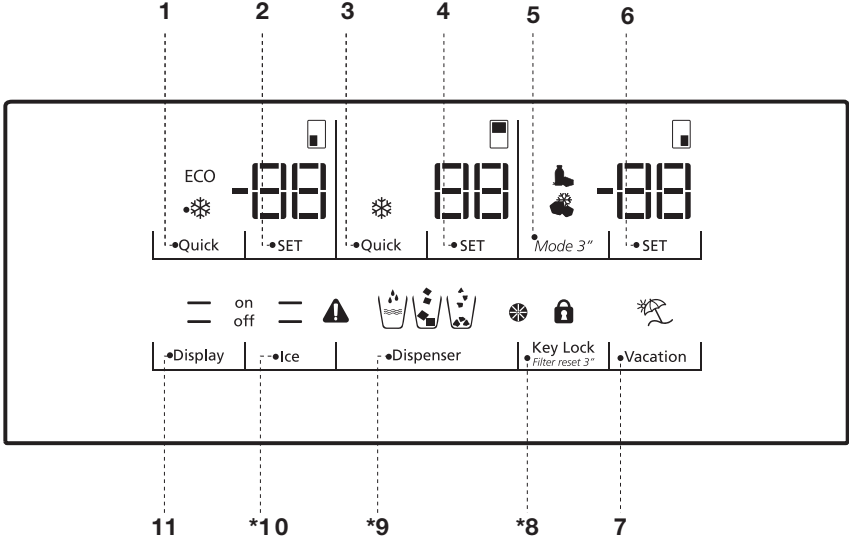 1 2 3 4 5 6
ECO -88 88 -88
Quick SET Quick SET Mode 3" SET
on
off
Display Ice Dispenser Key Lock Vacation
Filter reset 3"
11 *10 *9 *8 7